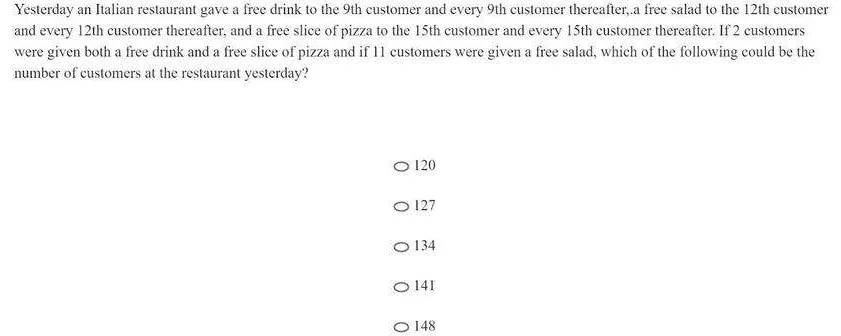 Yesterday an Italian restaurant gave a free drink to the 9th customer and every 9th customer thereafter,.a free salad to the 12th customer
and every 12th customer thereafter, and a free slice of pizza to the 15th customer and every 15th customer thereafter. If 2 customers
were given both a free drink and a free slice of pizza and if 11 customers were given a free salad, which of the following could be the
number of customers at the restaurant yesterday?
120
127
134
141
148